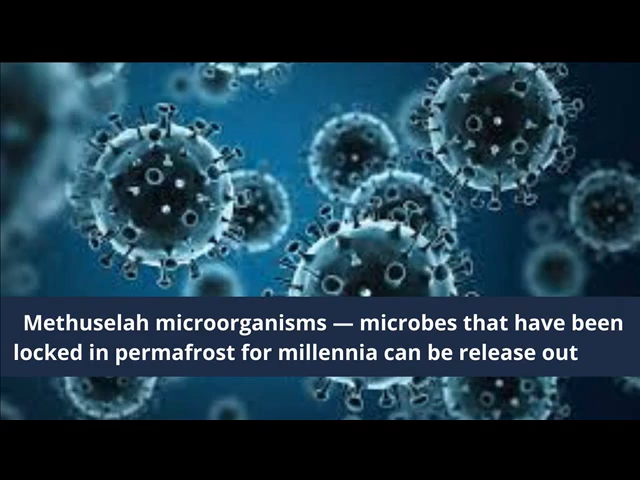 Methuselah microorganisms — microbes that have been
locked in permafrost for millennia can be release out